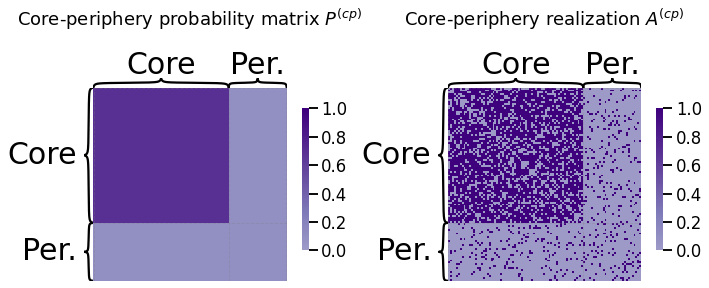 Core-periphery probability matrix P^(cp)
Core Per.
Core
Per.
1.0
0.8
0.6
0.4
0.2
0.0
Core-periphery realization A^(cp)
Core Per.
Core
Per.
1.0
0.8
0.6
0.4
0.2
0.0